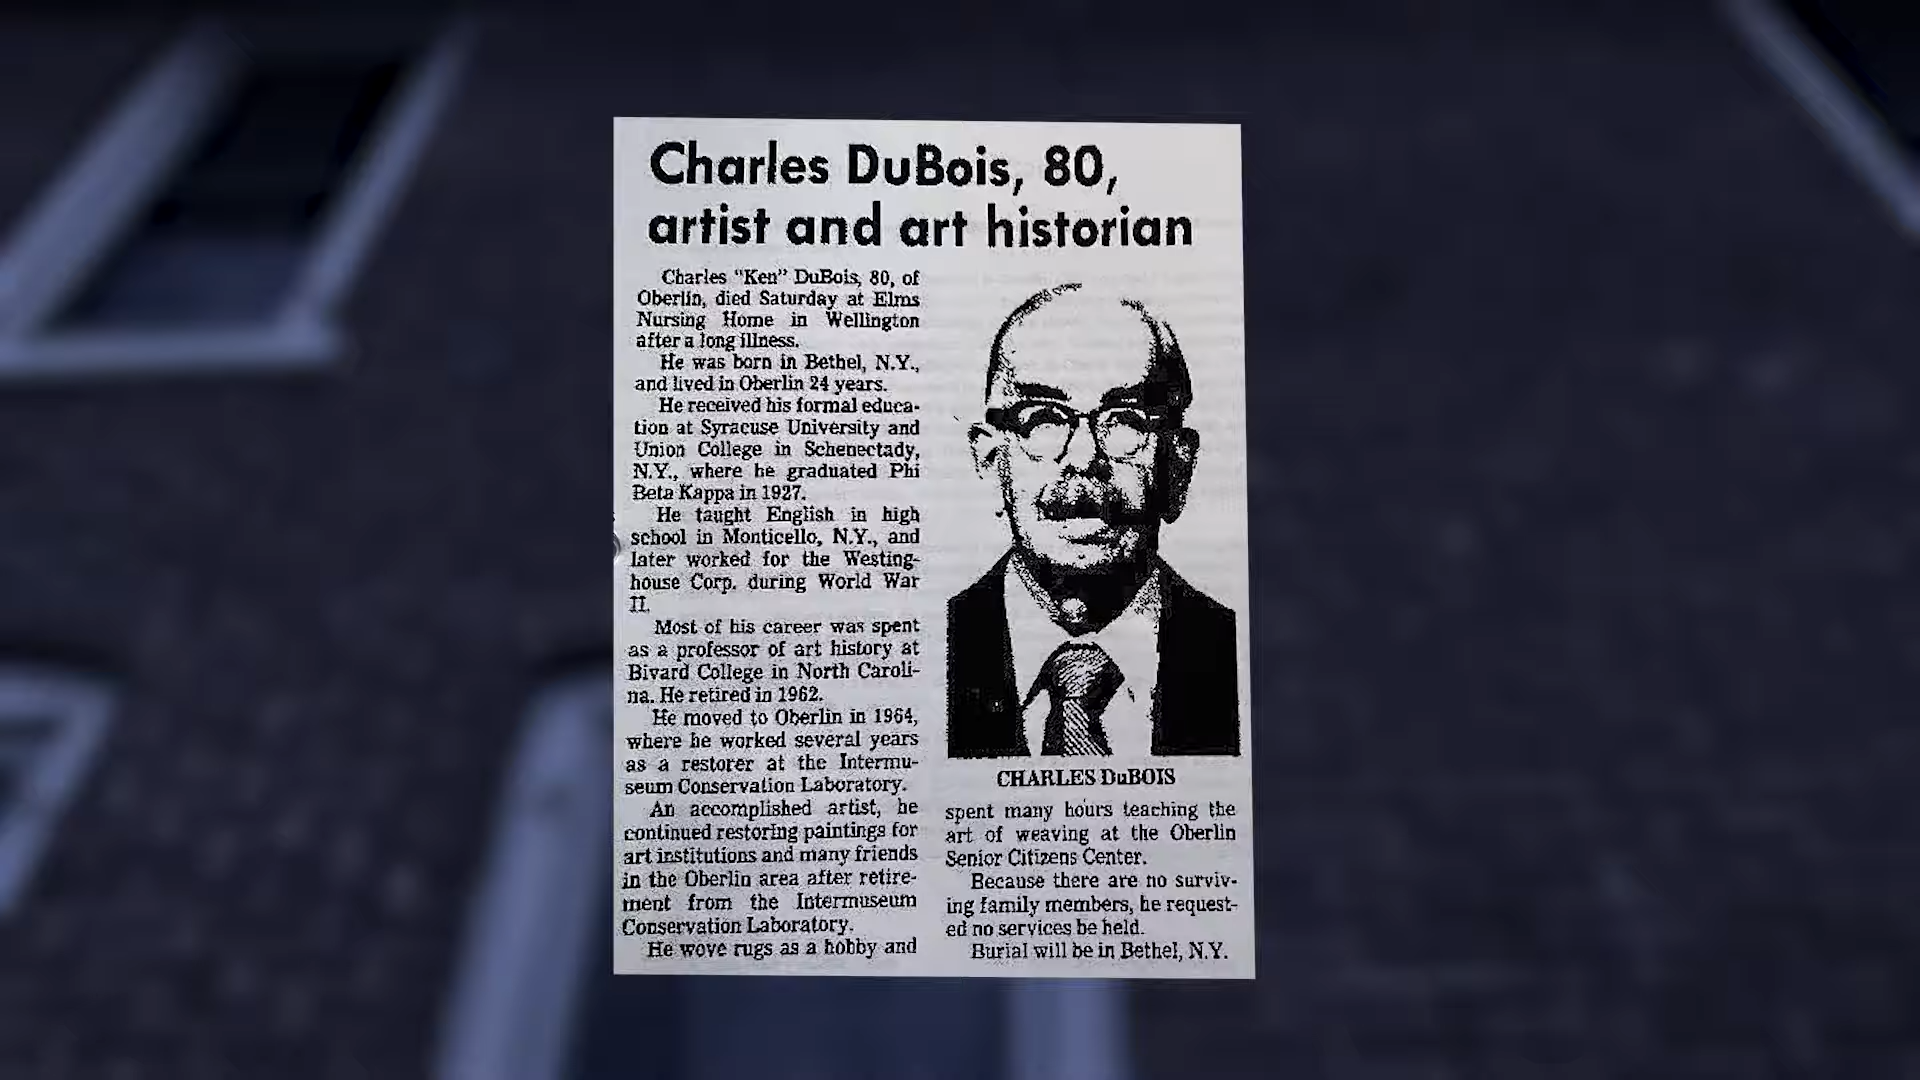 Charles DuBois, 80,
artist and art historian
Charles "Ken" DuBois, 80, of
Oberlin, died Saturday at Elms
Nursing Home in Wellington
after a long illness.
He was born in Bethel, N.Y.,
and lived in Oberlin 24 years.
He received his formal educa-
tion at Syracuse University and
Union College in Schenectady,
N.Y., where he graduated Phi
Beta Kappa in 1927.
He taught English in high
school in Monticello, N.Y., and
later worked for the Westing-
house Corp. during World War
II.
Most of his career was spent
as a professor of art history at
Bivard College in North Caroli-
na. He retired in 1962.
He moved to Oberlin in 1964,
where he worked several years
as a restorer at the Intermu-
seum Conservation Laboratory.
An accomplished artist, he
continued restoring paintings for
art institutions and many friends
in the Oberlin area after retire-
ment from the Intermuseum
Conservation Laboratory.
He wove rugs as a hobby and
CHARLES DuBOIS
spent many hours teaching the
art of weaving at the Oberlin
Senior Citizens Center.
Because there are no surviv-
ing family members, he request-
ed no services be held.
Burial will be in Bethel, N.Y.